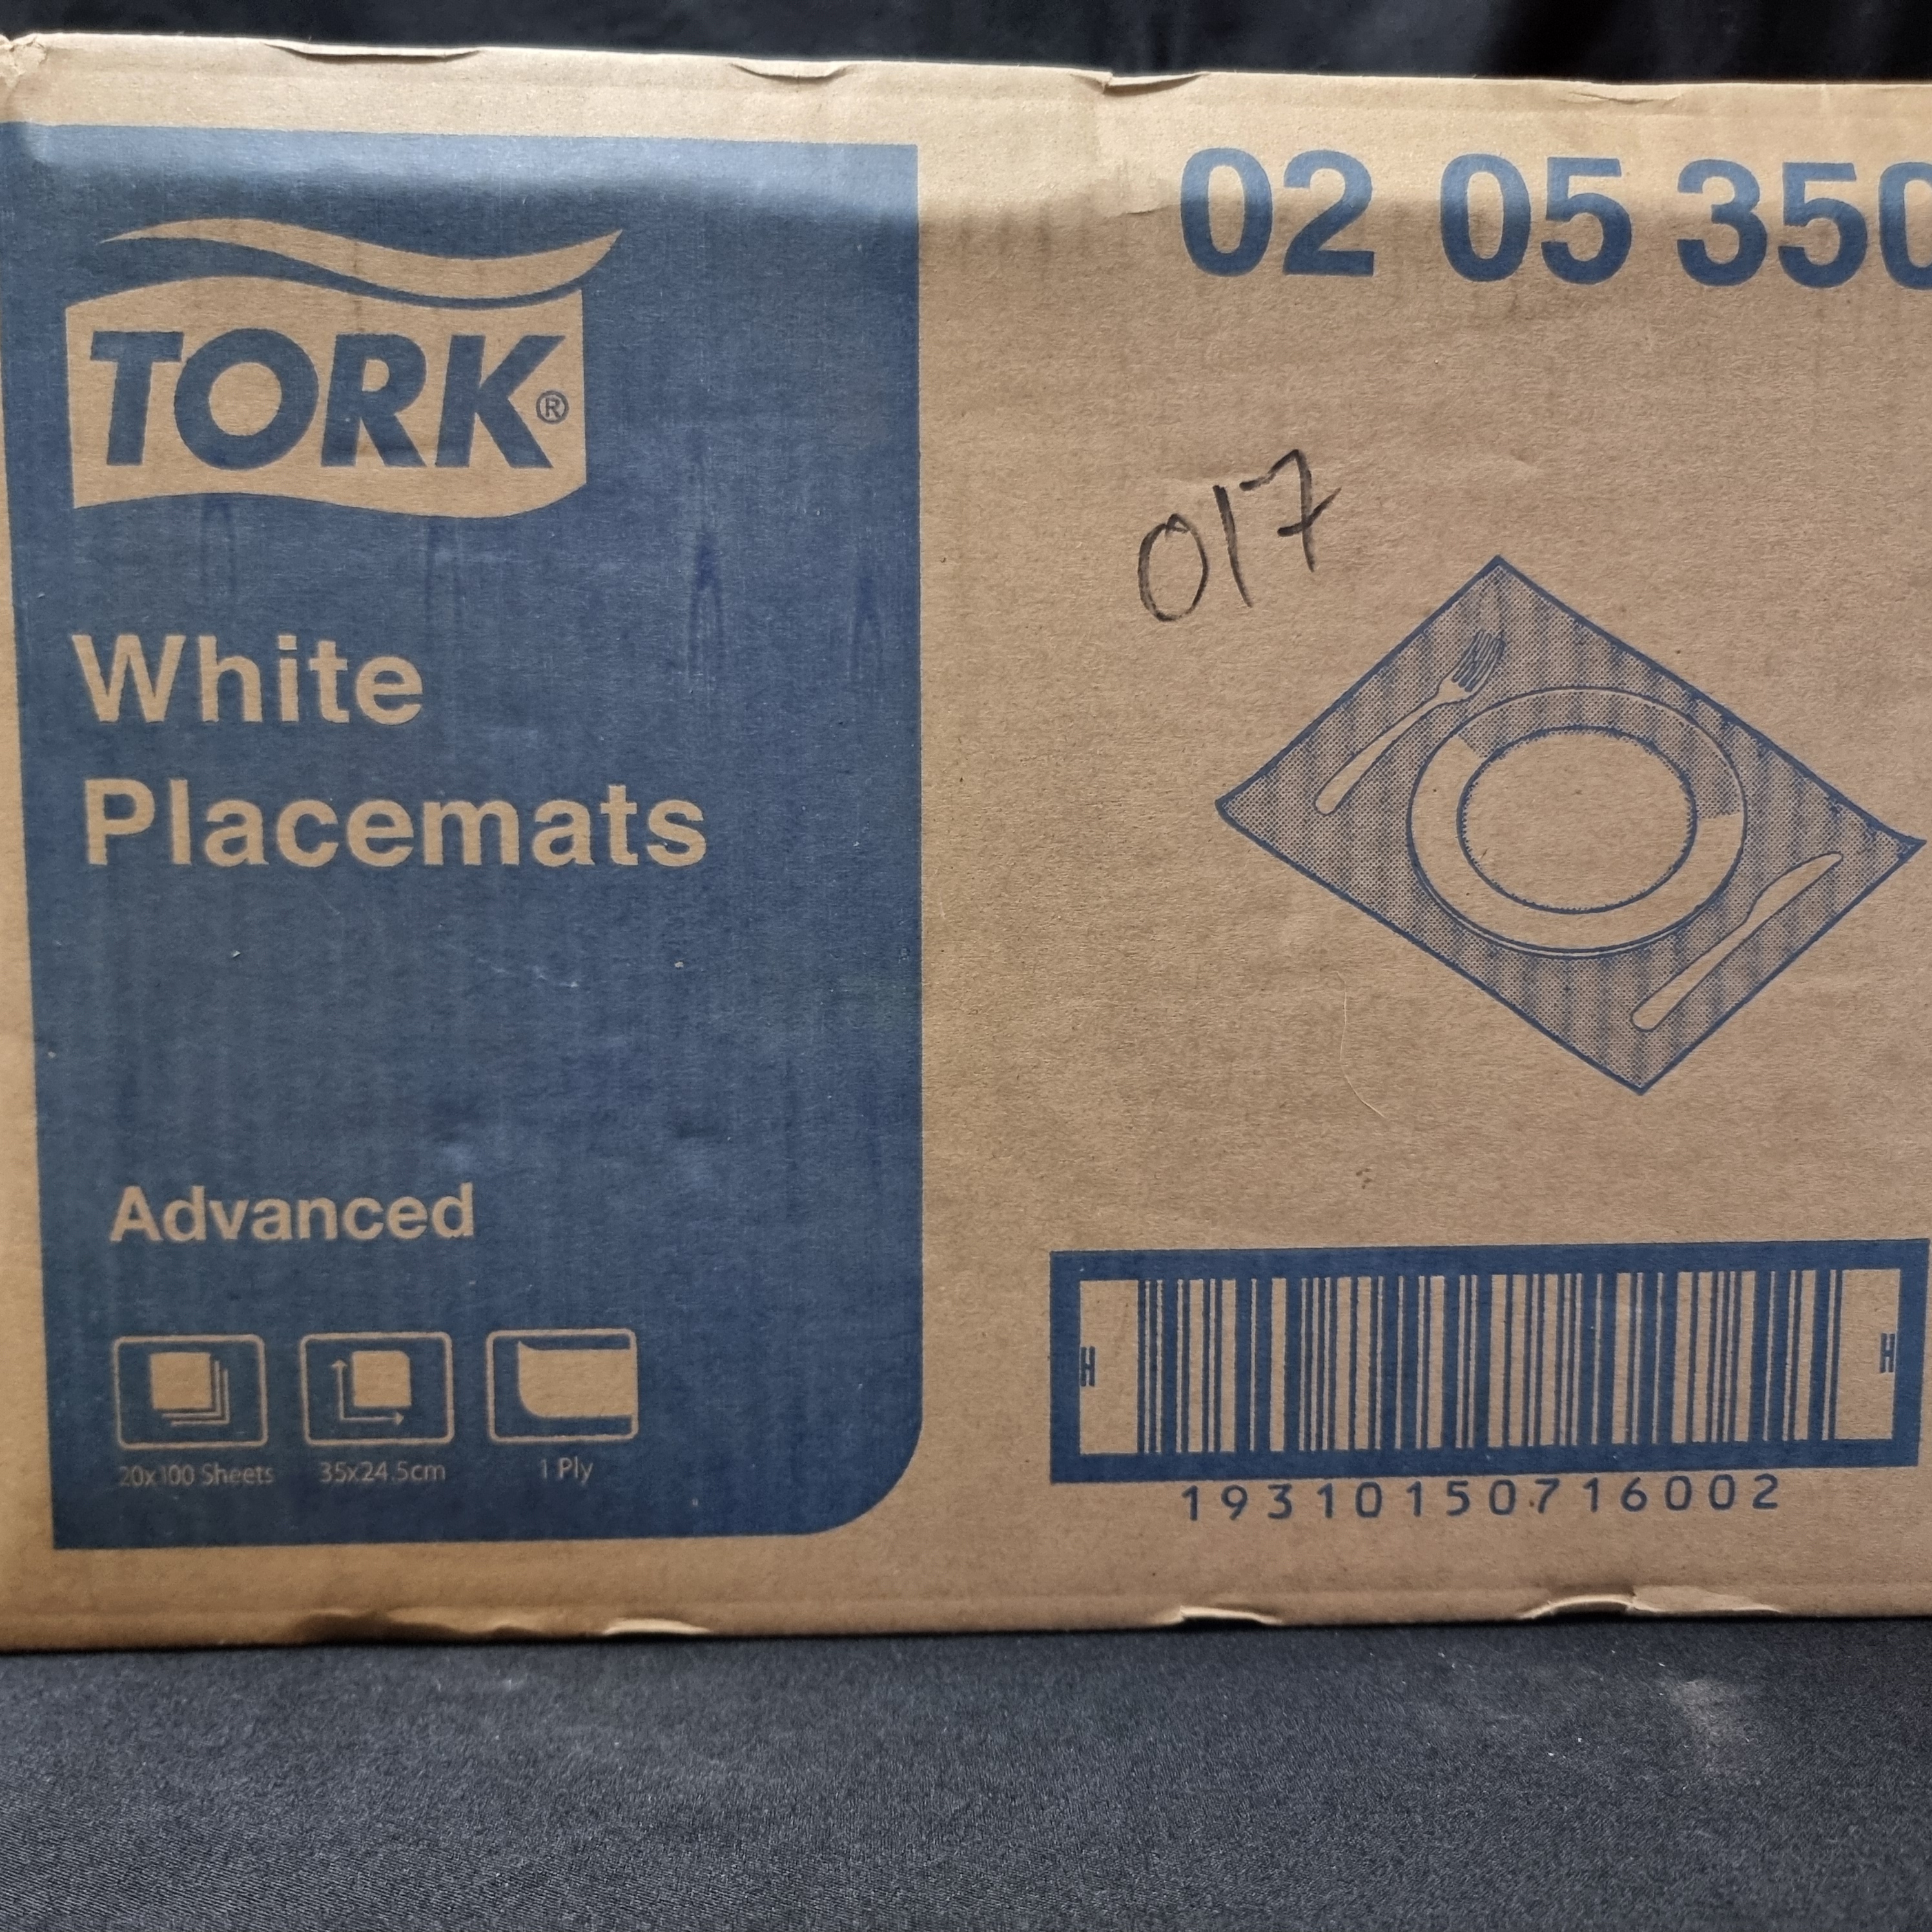 TORK®
White
Placemats
Advanced
20x100 Sheets 35x24.5cm 1 Ply
02 05 350
017
H H
19310150716002